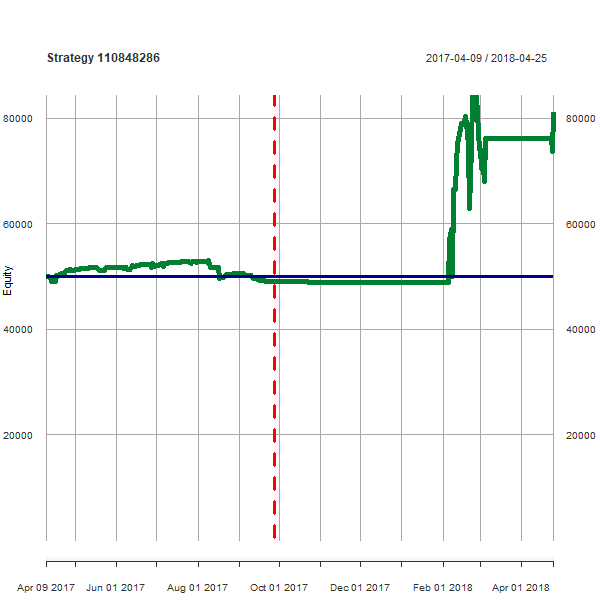 Strategy 110848286
2017-04-09 / 2018-04-25
80000
80000
60000
60000
Equity
40000
40000
20000
20000
Apr 09 2017
Jun 01 2017
Aug 01 2017
Oct 01 2017
Dec 01 2017
Feb 01 2018
Apr 01 2018